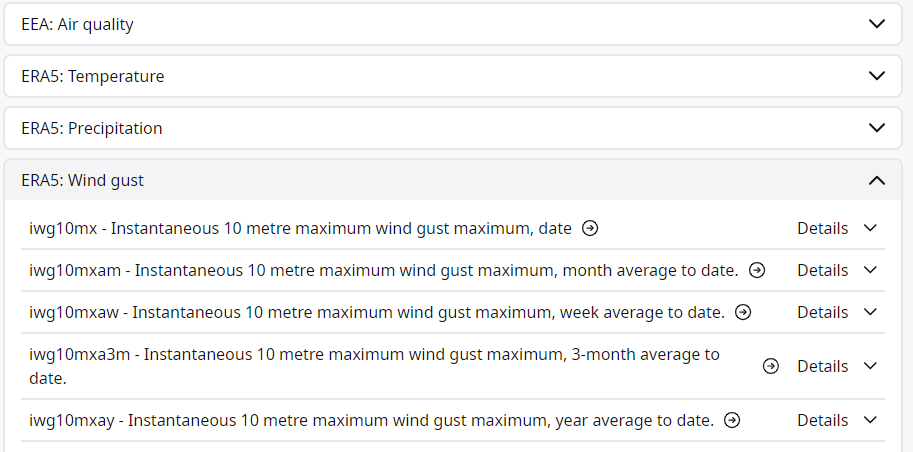 EEA: Air quality
ERA5: Temperature
ERA5: Precipitation
ERA5: Wind gust
iwg10mx - Instantaneous 10 metre maximum wind gust maximum, date Details
iwg10mxam - Instantaneous 10 metre maximum wind gust maximum, month average to date. Details
iwg10mxaw - Instantaneous 10 metre maximum wind gust maximum, week average to date. Details
iwg10mxa3m - Instantaneous 10 metre maximum wind gust maximum, 3-month average to
date. Details
iwg10mxay - Instantaneous 10 metre maximum wind gust maximum, year average to date. Details